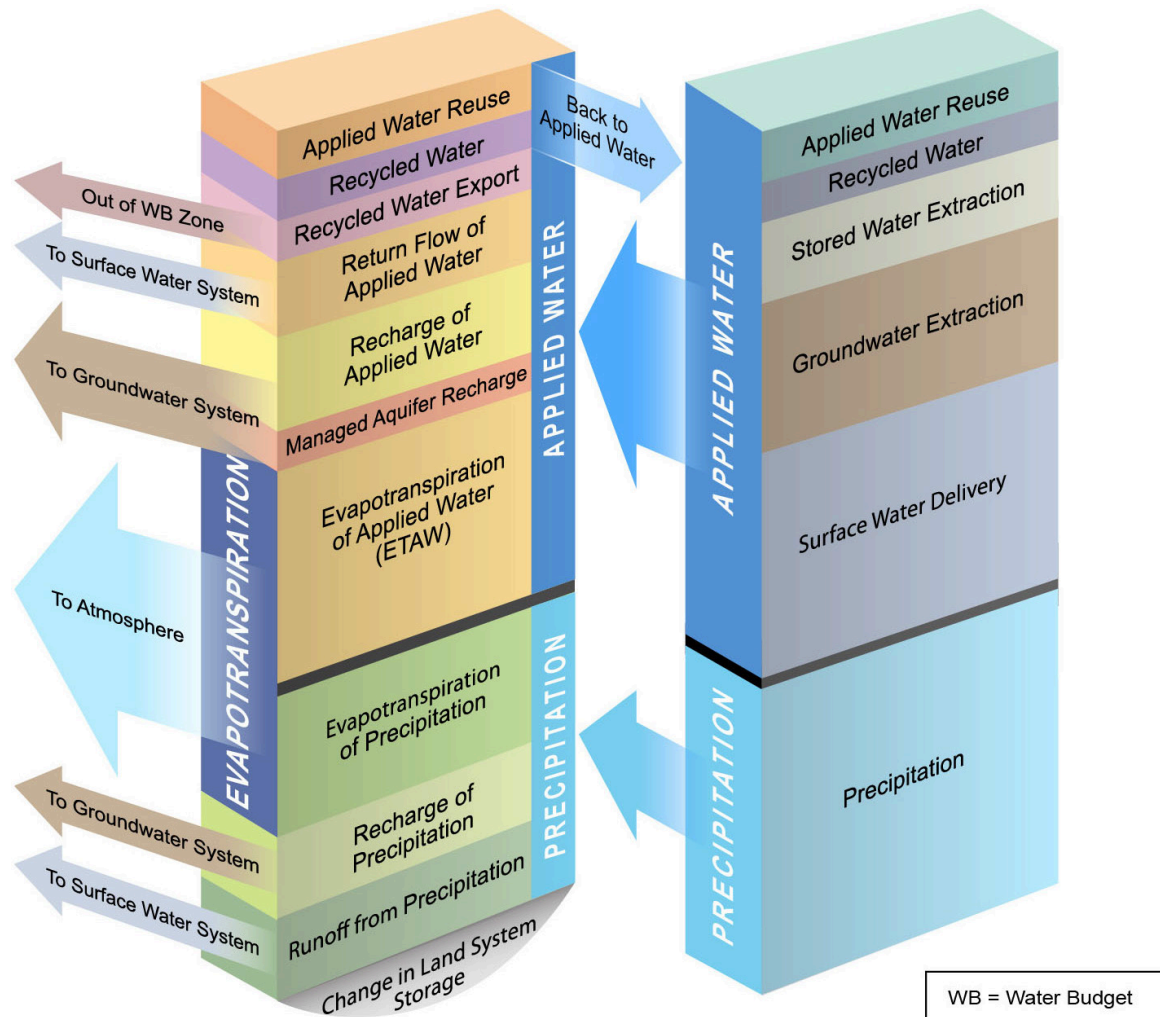 Out of WB Zone
To Surface Water System
To Groundwater System
To Atmosphere
To Groundwater System
To Surface Water System
EVAPOTRANSPIRATION
Applied Water Reuse
Recycled Water
Recycled Water Export
Return Flow of
Applied Water
Recharge of
Applied Water
Managed Aquifer Recharge
Evapotranspiration
of Applied Water
(ETAW)
Evapotranspiration
of Precipitation
Recharge of
Precipitation
Runoff from Precipitation
Change in Land System
Storage
APPLIED WATER
PRECIPITATION
Back to
Applied Water
APPLIED WATER
PRECIPITATION
Applied Water Reuse
Recycled Water
Stored Water Extraction
Groundwater Extraction
Surface Water Delivery
Precipitation
WB = Water Budget